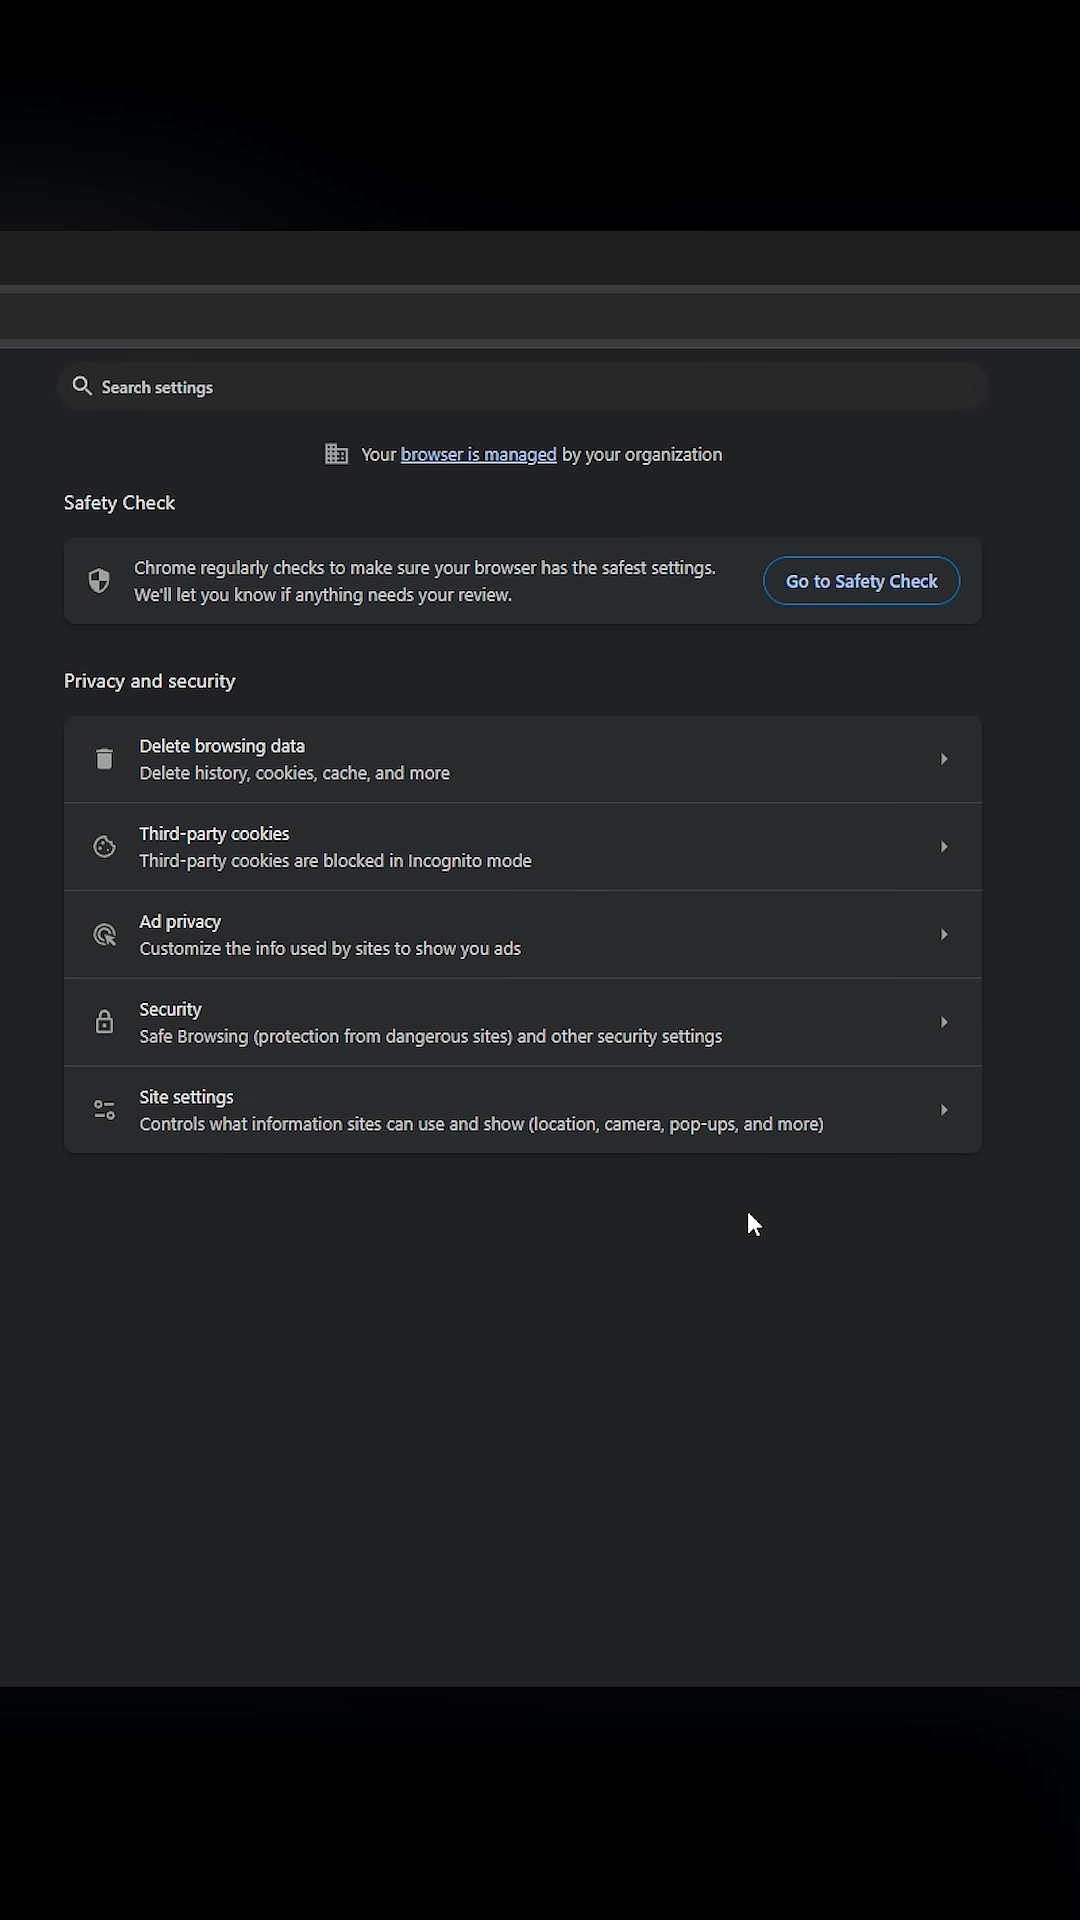 Search settings
Your browser is managed by your organization
Safety Check
Chrome regularly checks to make sure your browser has the safest settings.
We'll let you know if anything needs your review.
Go to Safety Check
Privacy and security
Delete browsing data
Delete history, cookies, cache, and more
Third-party cookies
Third-party cookies are blocked in Incognito mode
Ad privacy
Customize the info used by sites to show you ads
Security
Safe Browsing (protection from dangerous sites) and other security settings
Site settings
Controls what information sites can use and show (location, camera, pop-ups, and more)